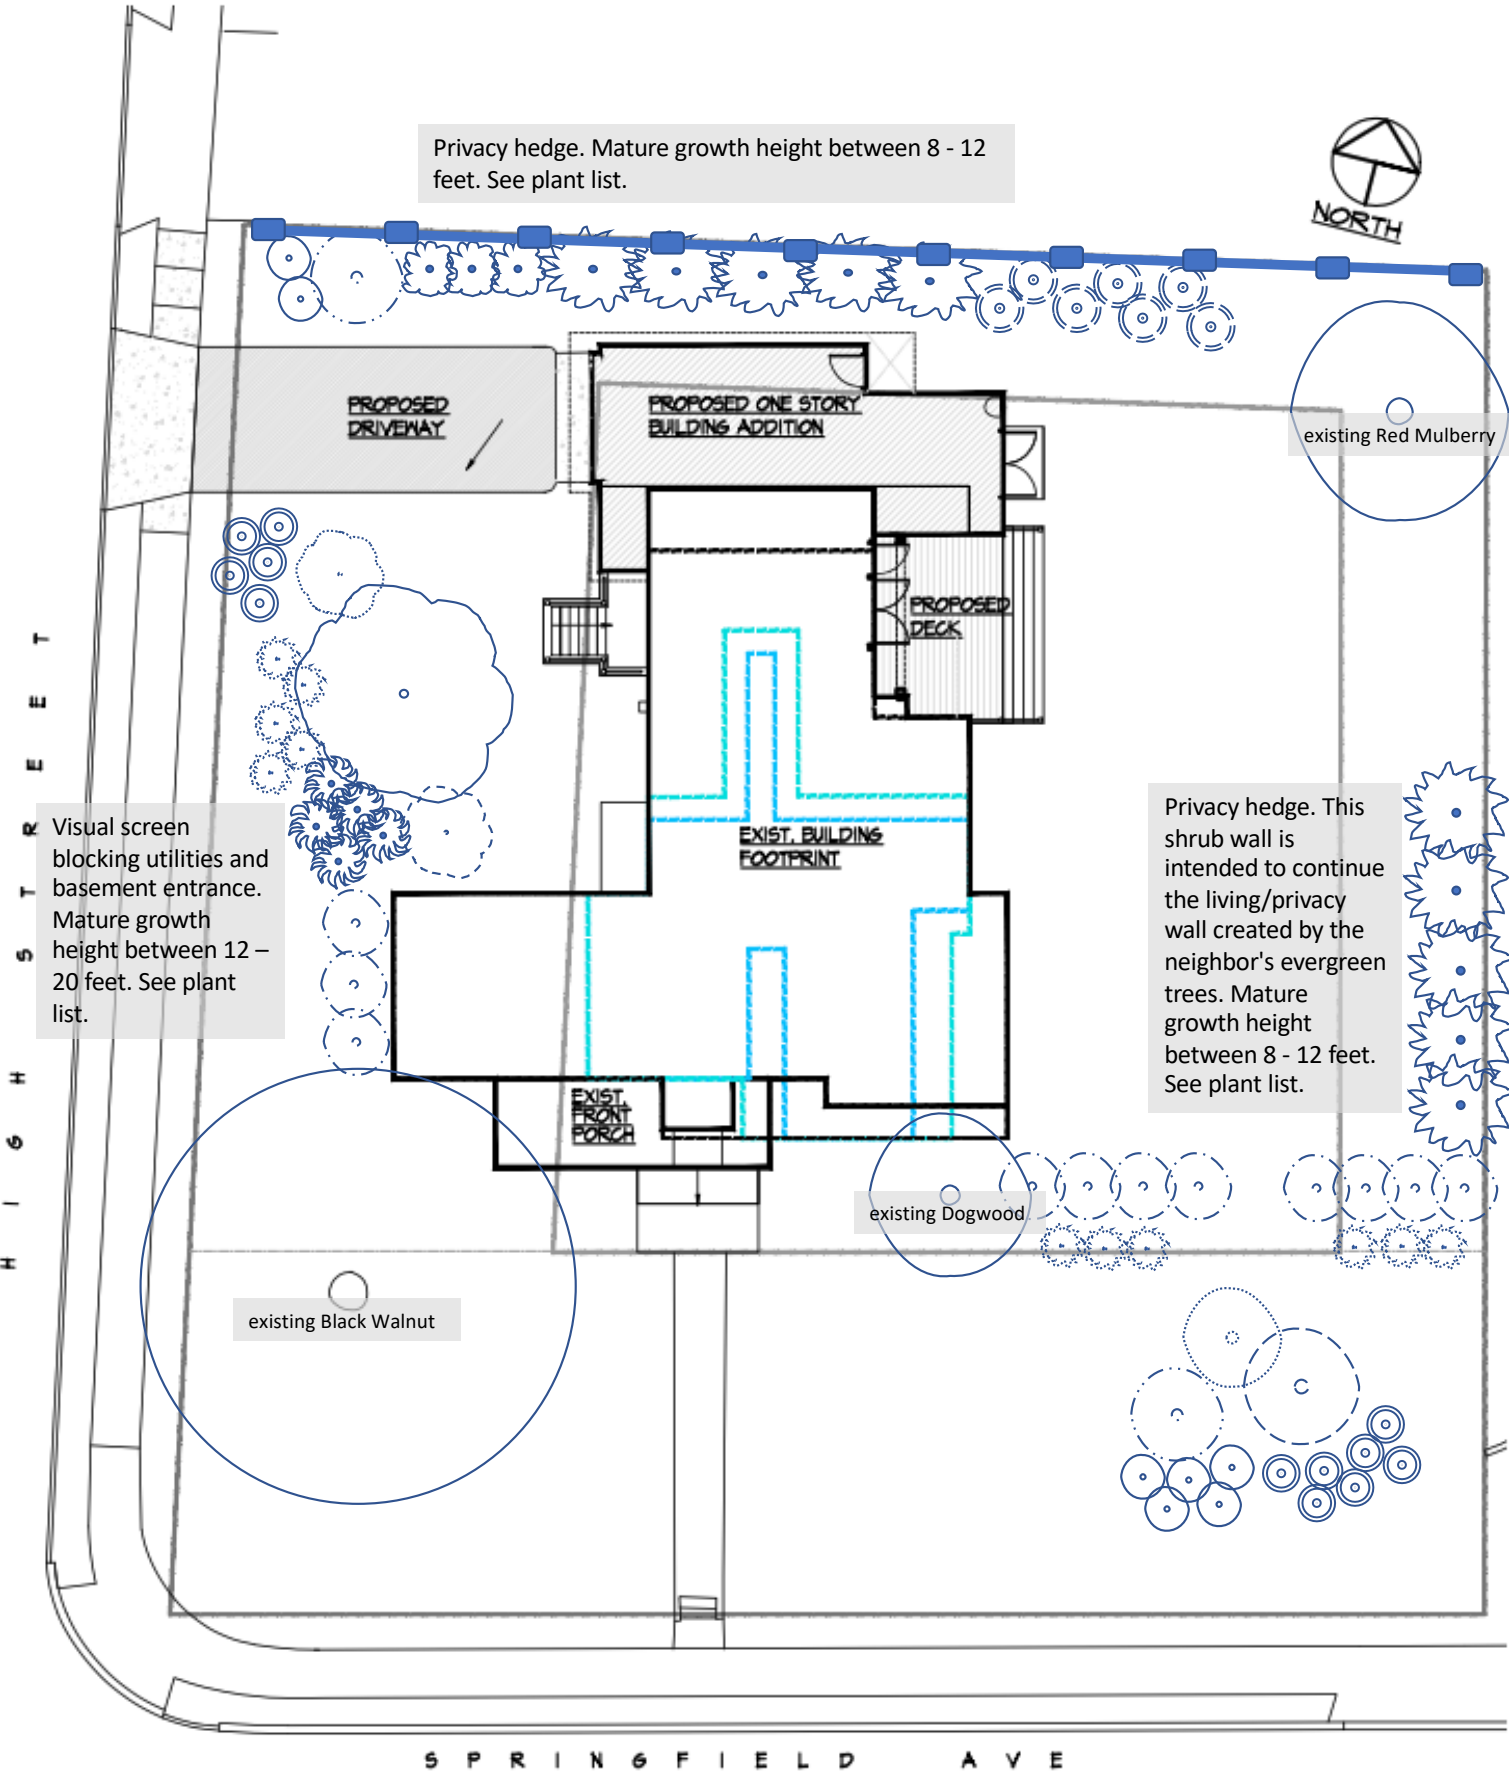 Privacy hedge. Mature growth height between 8 - 12
feet. See plant list.
NORTH
PROPOSED
DRIVEWAY
PROPOSED ONE STORY
BUILDING ADDITION
existing Red Mulberry
PROPOSED
DECK
HIGH STREET
Visual screen
blocking utilities and
basement entrance.
Mature growth
height between 12 –
20 feet. See plant
list.
EXIST. BUILDING
FOOTPRINT
Privacy hedge. This
shrub wall is
intended to continue
the living/privacy
wall created by the
neighbor's evergreen
trees. Mature
growth height
between 8 - 12 feet.
See plant list.
EXIST.
FRONT
PORCH
existing Dogwood
existing Black Walnut
SPRINGFIELD AVE